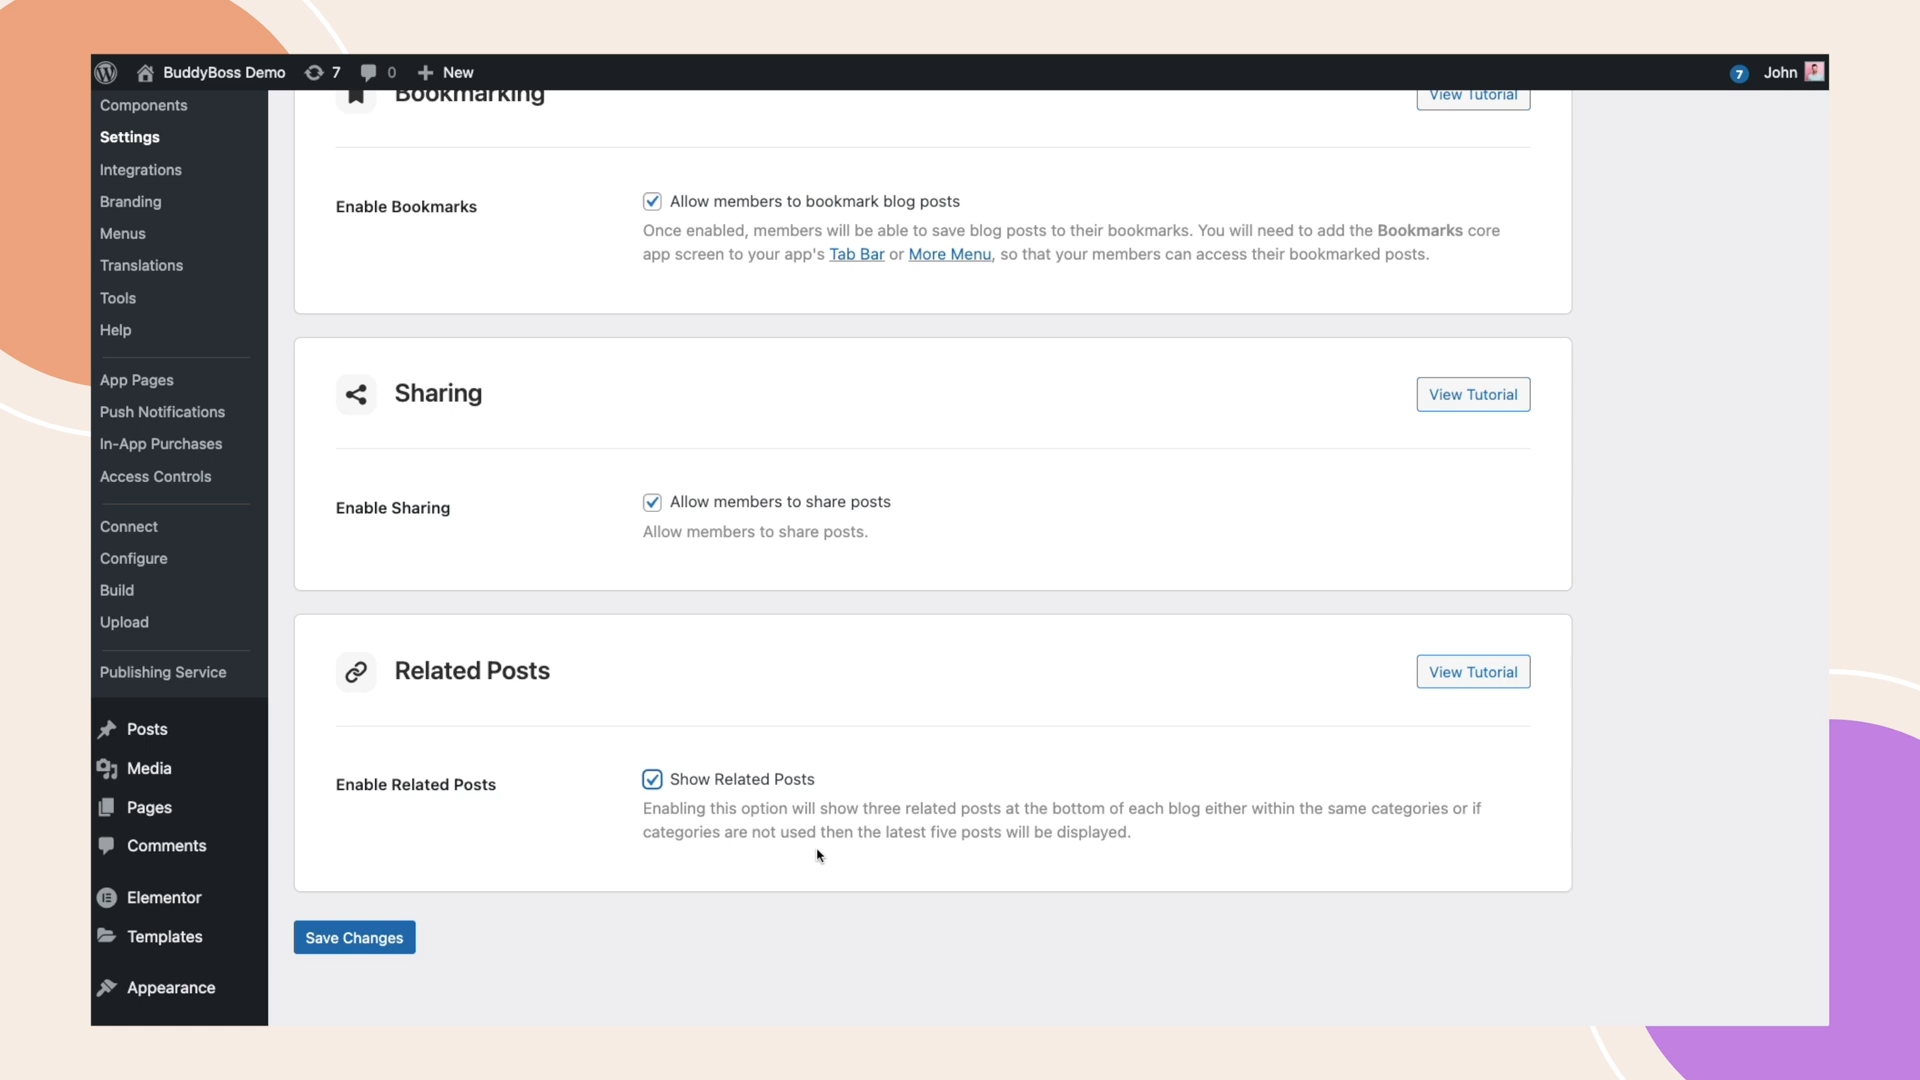 BuddyBoss Demo 7 0 New 7 John
Components
Settings
Integrations
Branding
Menus
Translations
Tools
Help
App Pages
Push Notifications
In-App Purchases
Access Controls
Connect
Configure
Build
Upload
Publishing Service
Posts
Media
Pages
Comments
Elementor
Templates
Appearance
Bookmarking View Tutorial
Enable Bookmarks
Allow members to bookmark blog posts
Once enabled, members will be able to save blog posts to their bookmarks. You will need to add the Bookmarks core
app screen to your app's Tab Bar or More Menu, so that your members can access their bookmarked posts.
Sharing View Tutorial
Enable Sharing
Allow members to share posts
Allow members to share posts.
Related Posts View Tutorial
Enable Related Posts
Show Related Posts
Enabling this option will show three related posts at the bottom of each blog either within the same categories or if
categories are not used then the latest five posts will be displayed.
Save Changes